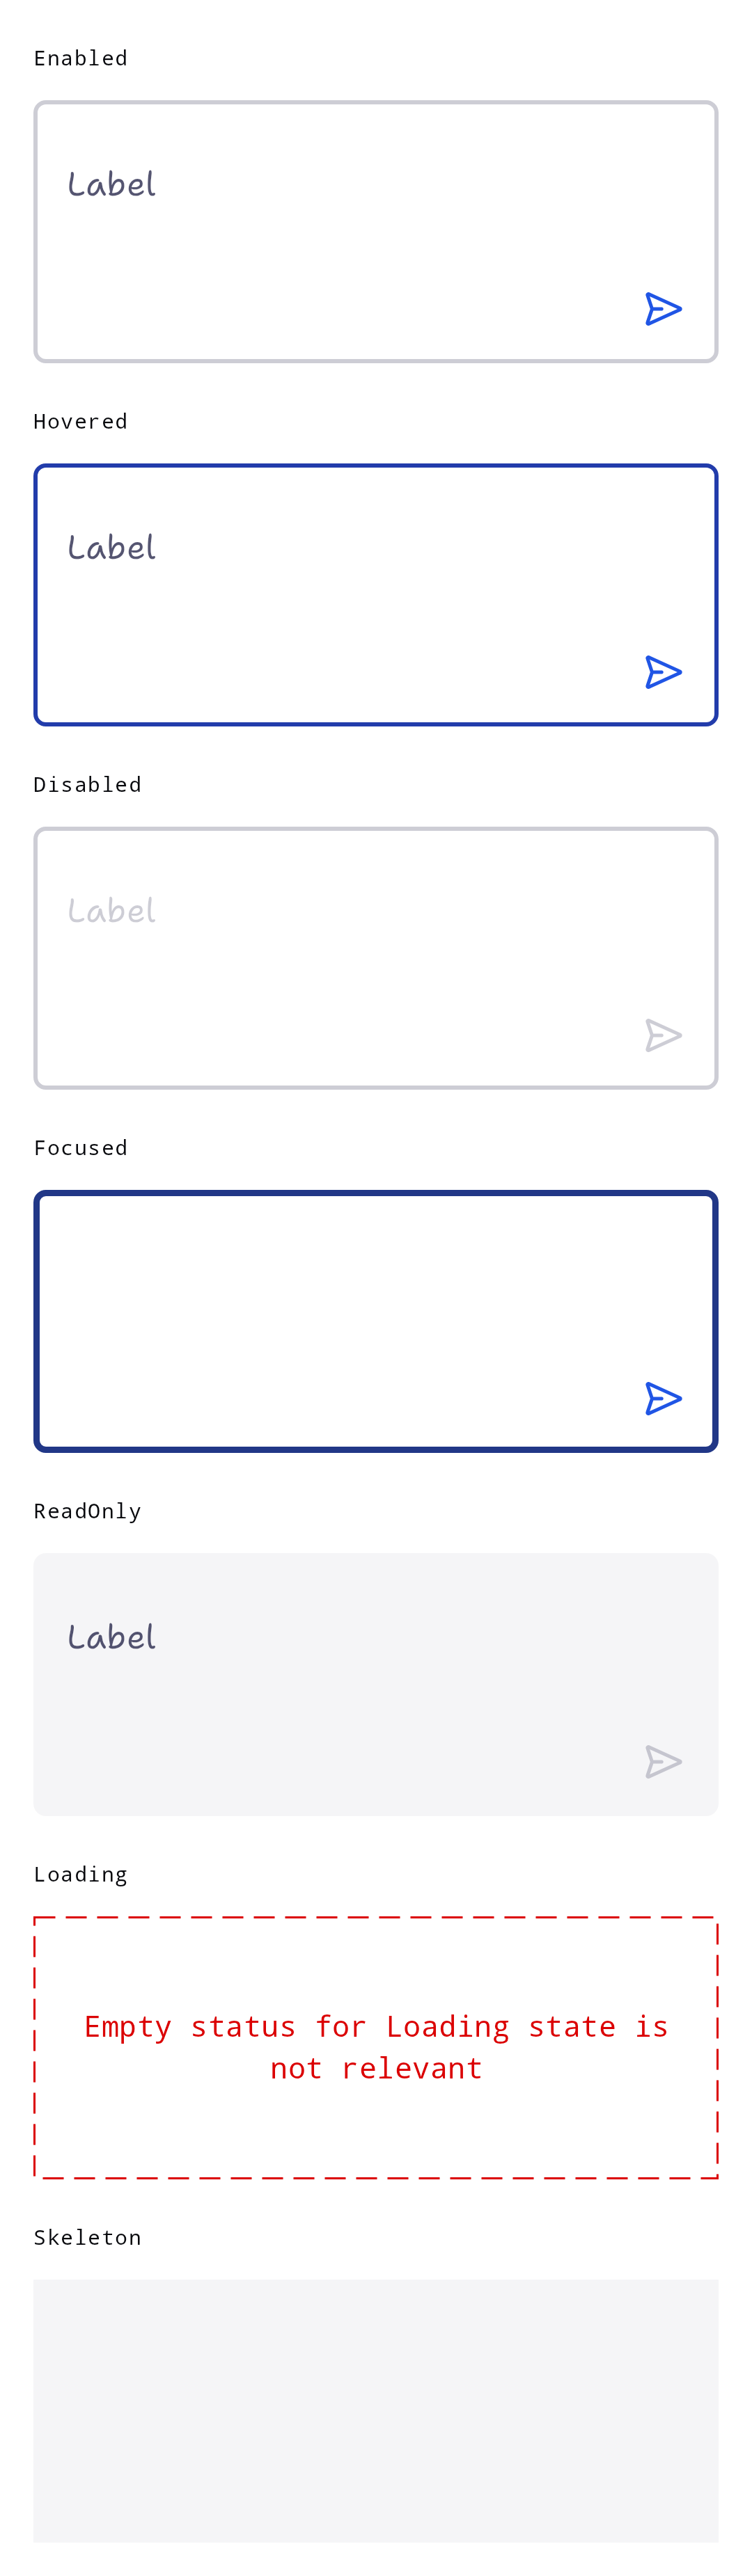 Enabled
Label
Hovered
Label
Disabled
Label
Focused
ReadOnly
Label
Loading
Empty status for Loading state is
not relevant
Skeleton